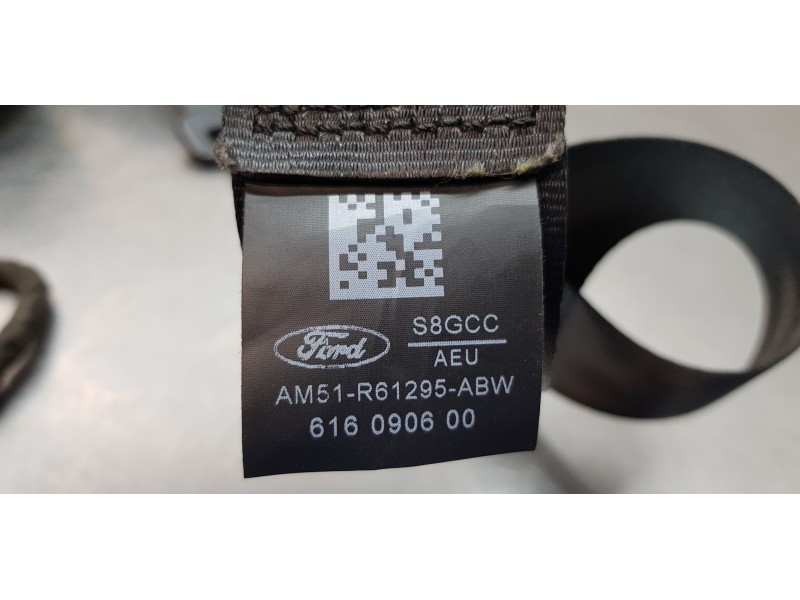 Ford
S8GCC
AEU
AM51-R61295-ABW
616 0906 00